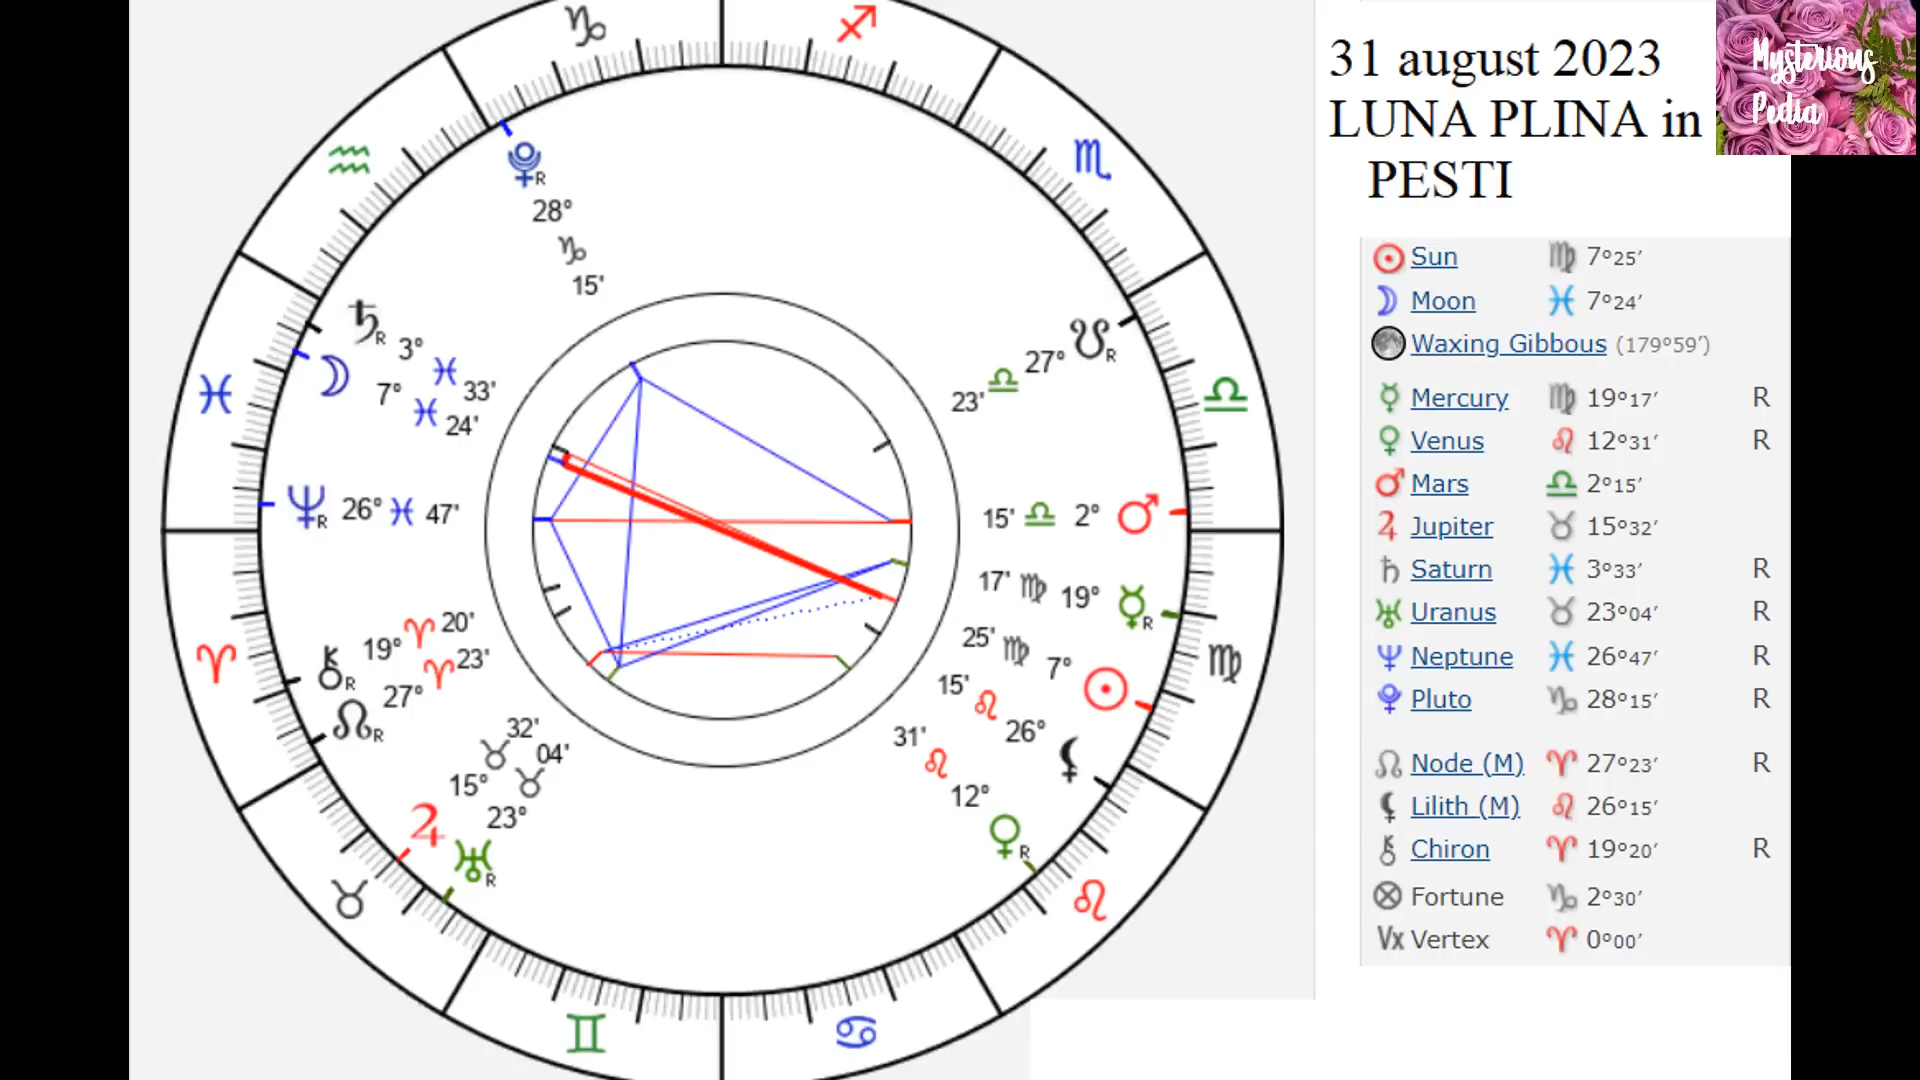 31 august 2023
LUNA PLINA in
PESTI
Mysterious
Pedia
☉ Sun ♍ 7°25′
☽ Moon ♓ 7°24′
Waxing Gibbous (179°59′)
☿ Mercury ♍ 19°17′ R
♀ Venus ♌ 12°31′ R
♂ Mars ♎ 2°15′
♃ Jupiter ♉ 15°32′
♄ Saturn ♓ 3°33′ R
♅ Uranus ♉ 23°04′ R
♆ Neptune ♓ 26°47′ R
Pluto ♑ 28°15′ R
☊ Node (M) ♈ 27°23′ R
⚸ Lilith (M) ♌ 26°15′
⚷ Chiron ♈ 19°20′ R
⊗ Fortune ♑ 2°30′
Vx Vertex ♈ 0°00′
R
28°
♑
15'
♄ R 3° ♓ 33'
☽ 7° ♓ 24'
♆ R 26° ♓ 47'
⚷ R 19° ♈ 20'
☊ R 27° ♈ 23'
♃ 15° ♉ 32'
♅ R 23° ♉ 04'
23' ♎ 27° ☋ R
15' ♎ 2° ♂
17' ♍ 19° ☿ R
25' ♍ 7° ☉
15' ♌ 26° ⚸
31' ♌ 12° ♀ R